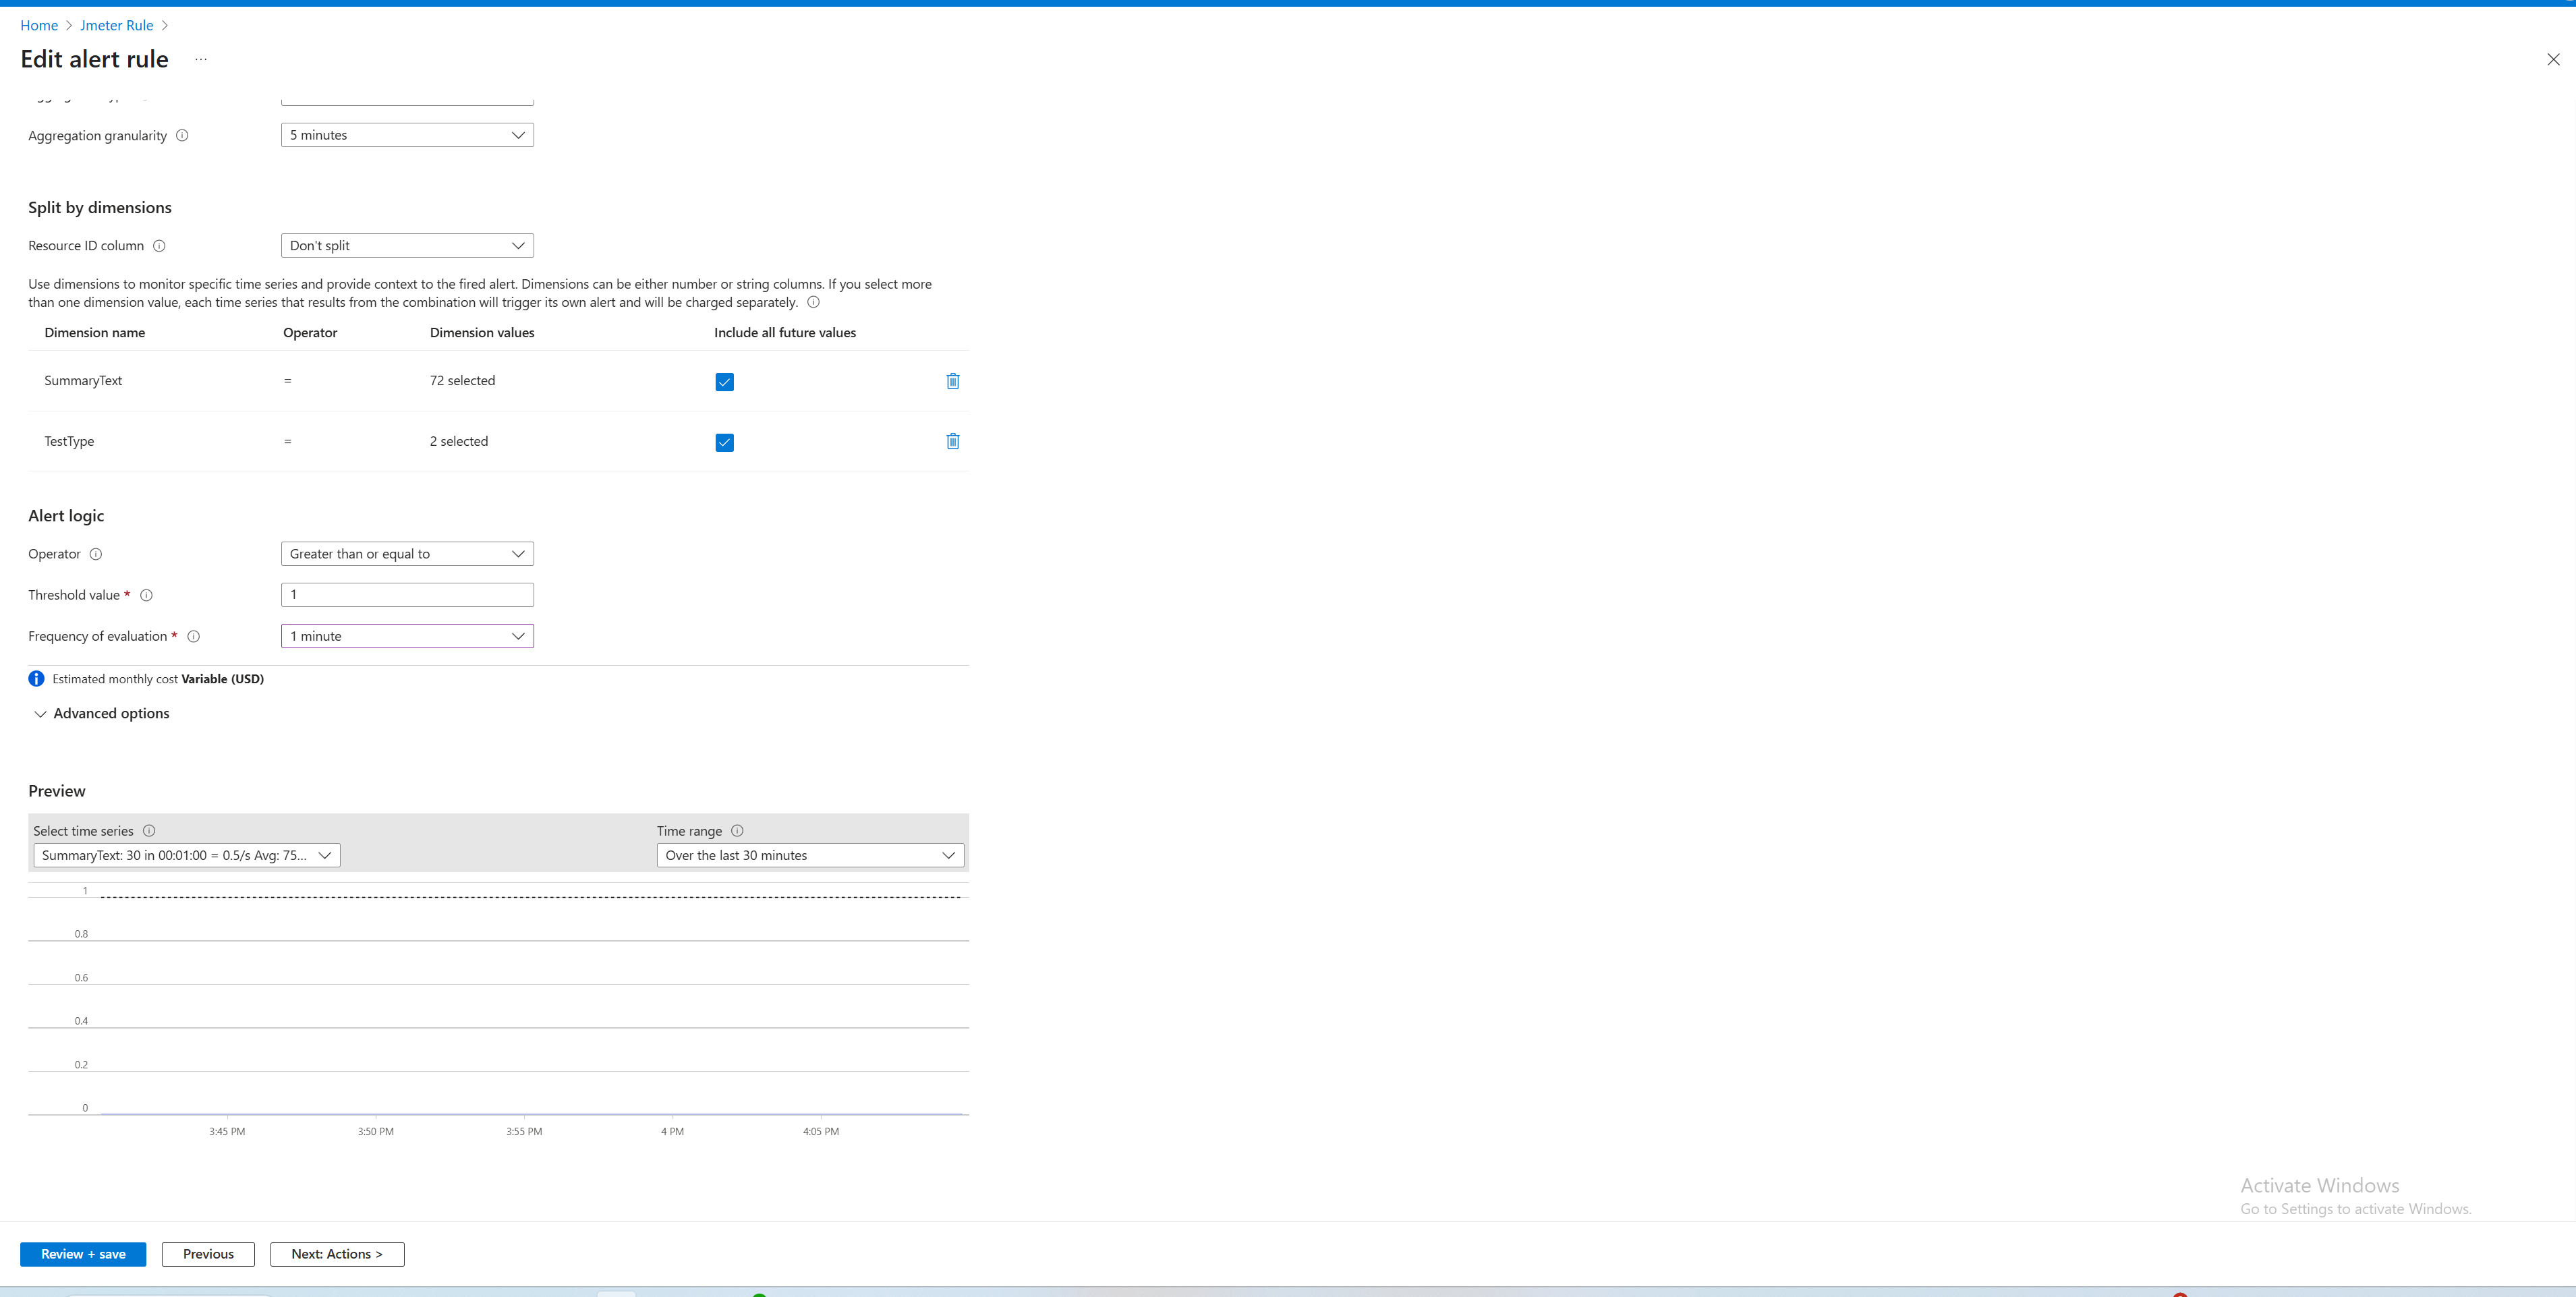 Home > Jmeter Rule >
Edit alert rule ...
Aggregation granularity 5 minutes
Split by dimensions
Resource ID column Don't split
Use dimensions to monitor specific time series and provide context to the fired alert. Dimensions can be either number or string columns. If you select more
than one dimension value, each time series that results from the combination will trigger its own alert and will be charged separately.
Dimension name Operator Dimension values Include all future values
SummaryText = 72 selected
TestType = 2 selected
Alert logic
Operator Greater than or equal to
Threshold value * 1
Frequency of evaluation * 1 minute
Estimated monthly cost Variable (USD)
Advanced options
Preview
Select time series Time range
SummaryText: 30 in 00:01:00 = 0.5/s Avg: 75... Over the last 30 minutes
1
0.8
0.6
0.4
0.2
0
3:45 PM 3:50 PM 3:55 PM 4 PM 4:05 PM
Activate Windows
Go to Settings to activate Windows.
Review + save Previous Next: Actions >